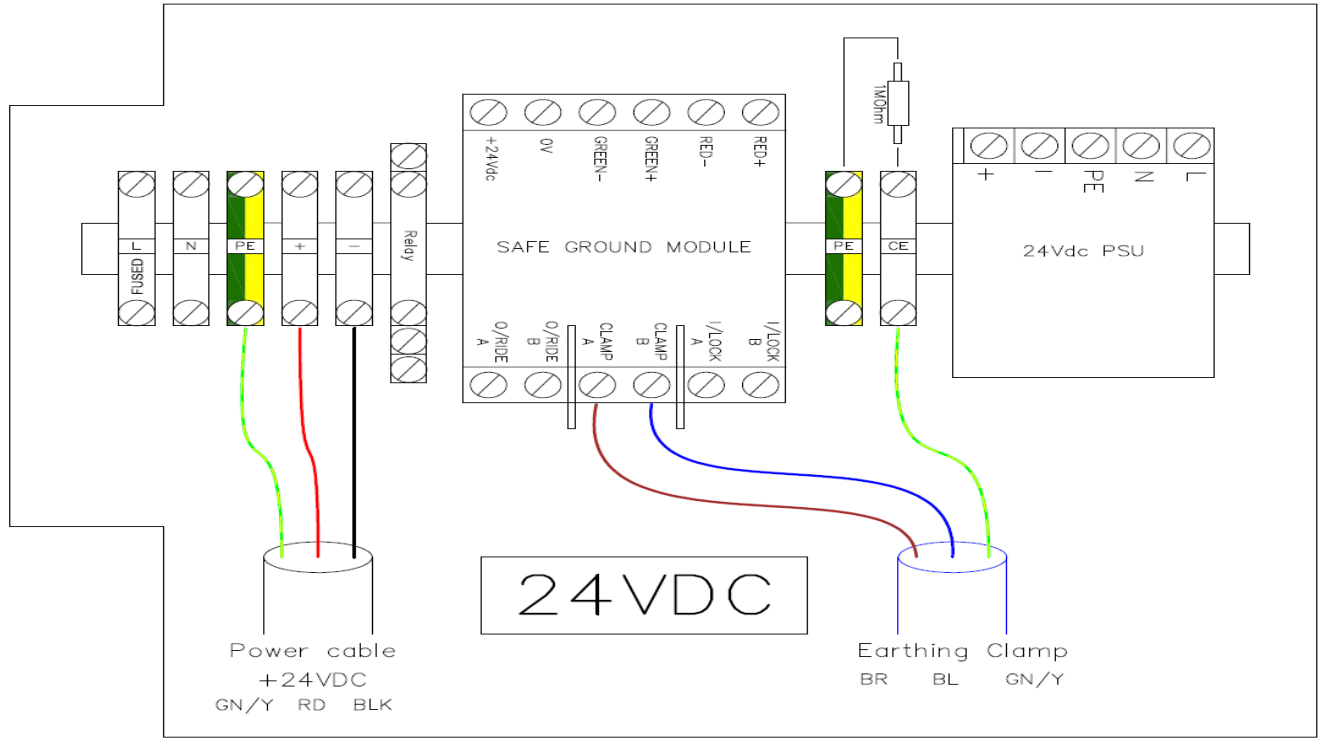 1MOhm
+24Vdc
0V
GREEN-
GREEN+
RED-
RED+
+
-
PE
N
L
L
FUSED
N
PE
+
-
Relay
SAFE GROUND MODULE
PE
CE
24Vdc PSU
O/RIDE
A
O/RIDE
B
CLAMP
A
CLAMP
B
I/LOCK
A
I/LOCK
B
24VDC
Power cable
+24VDC
GN/Y RD BLK
Earthing Clamp
BR BL GN/Y